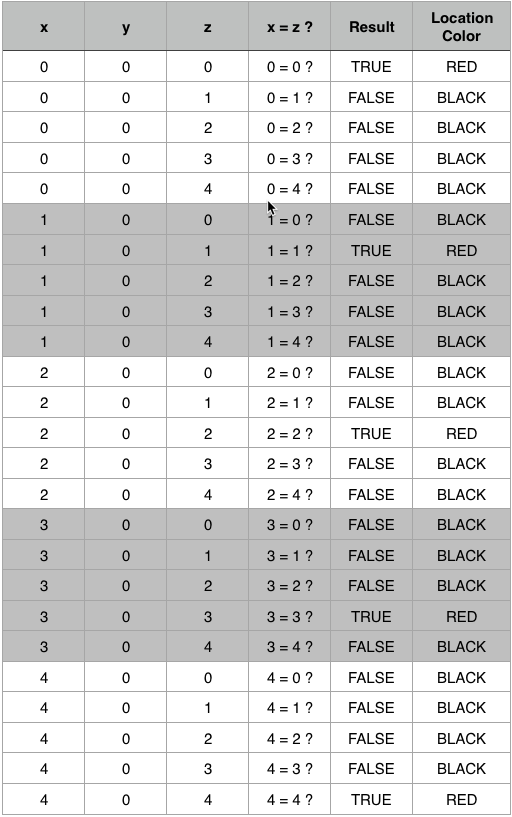 x y z x = z ? Result Location Color
0 0 0 0 = 0 ? TRUE RED
0 0 1 0 = 1 ? FALSE BLACK
0 0 2 0 = 2 ? FALSE BLACK
0 0 3 0 = 3 ? FALSE BLACK
0 0 4 0 = 4 ? FALSE BLACK
1 0 0 1 = 0 ? FALSE BLACK
1 0 1 1 = 1 ? TRUE RED
1 0 2 1 = 2 ? FALSE BLACK
1 0 3 1 = 3 ? FALSE BLACK
1 0 4 1 = 4 ? FALSE BLACK
2 0 0 2 = 0 ? FALSE BLACK
2 0 1 2 = 1 ? FALSE BLACK
2 0 2 2 = 2 ? TRUE RED
2 0 3 2 = 3 ? FALSE BLACK
2 0 4 2 = 4 ? FALSE BLACK
3 0 0 3 = 0 ? FALSE BLACK
3 0 1 3 = 1 ? FALSE BLACK
3 0 2 3 = 2 ? FALSE BLACK
3 0 3 3 = 3 ? TRUE RED
3 0 4 3 = 4 ? FALSE BLACK
4 0 0 4 = 0 ? FALSE BLACK
4 0 1 4 = 1 ? FALSE BLACK
4 0 2 4 = 2 ? FALSE BLACK
4 0 3 4 = 3 ? FALSE BLACK
4 0 4 4 = 4 ? TRUE RED